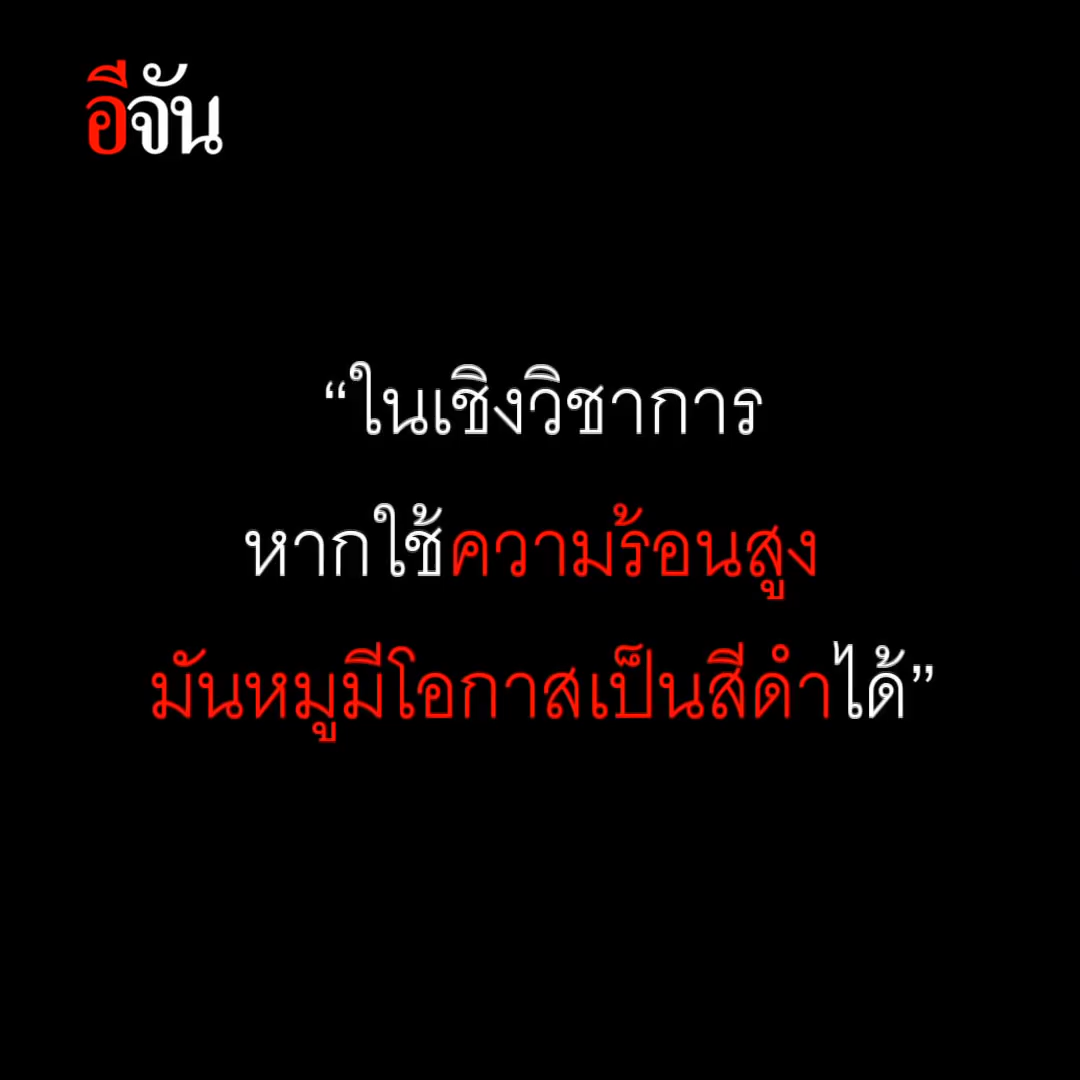 อีจัน
“ในเชิงวิชาการ
หากใช้ความร้อนสูง
มันหมูมีโอกาสเป็นสีดำได้”